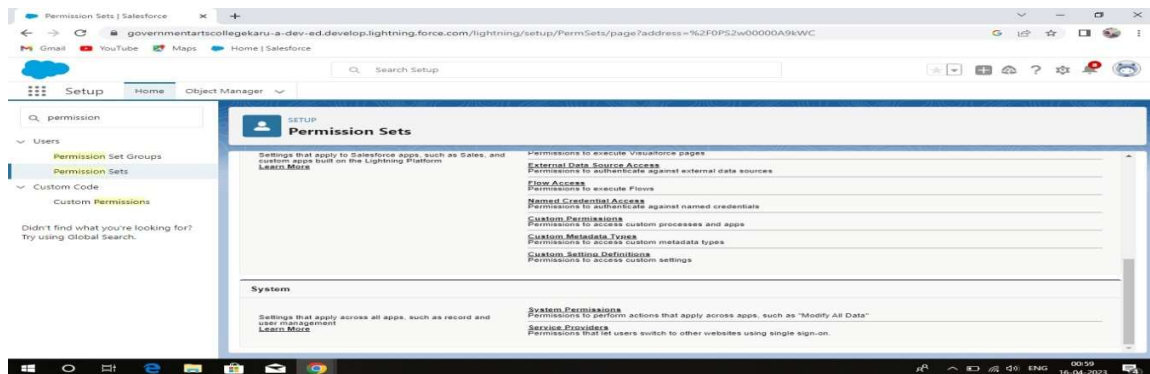 Permission Sets | Salesforce
governmentartscollegekaru-a-dev-ed.develop.lightning.force.com/lightning/setup/PermSets/page?address=%2F0PS2w00000A9kWC
Gmail YouTube Maps Home | Salesforce
Search Setup
Setup Home Object Manager
permission
Users
Permission Set Groups
Permission Sets
Custom Code
Custom Permissions
Didn't find what you're looking for?
Try using Global Search.
SETUP
Permission Sets
Settings that apply to Salesforce apps, such as Sales, and
custom apps built on the Lightning Platform
Learn More
Permissions to execute Visualforce pages
External Data Source Access
Permissions to authenticate against external data sources
Flow Access
Permissions to execute Flows
Named Credential Access
Permissions to authenticate against named credentials
Custom Permissions
Permissions to access custom processes and apps
Custom Metadata Types
Permissions to access custom metadata types
Custom Setting Definitions
Permissions to access custom settings
System
Settings that apply across all apps, such as record and
user management
Learn More
System Permissions
Permissions to perform actions that apply across apps, such as "Modify All Data"
Service Providers
Permissions that let users switch to other websites using single sign-on.
ENG
00:59
16-04-2023